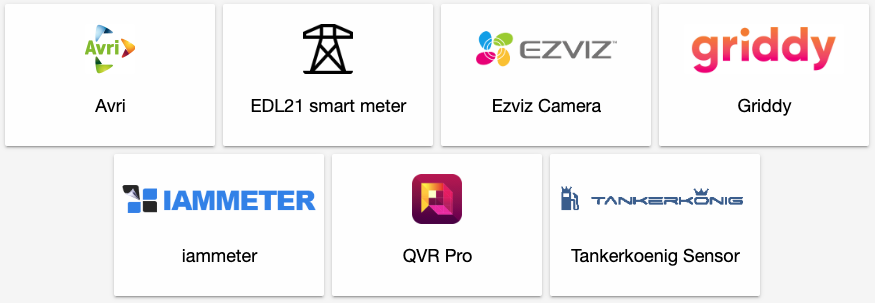 Avri
EZVIZ™
griddy
Avri
EDL21 smart meter
Ezviz Camera
Griddy
IAMMETER
TANKERKÖNIG
iammeter
QVR Pro
Tankerkoenig Sensor